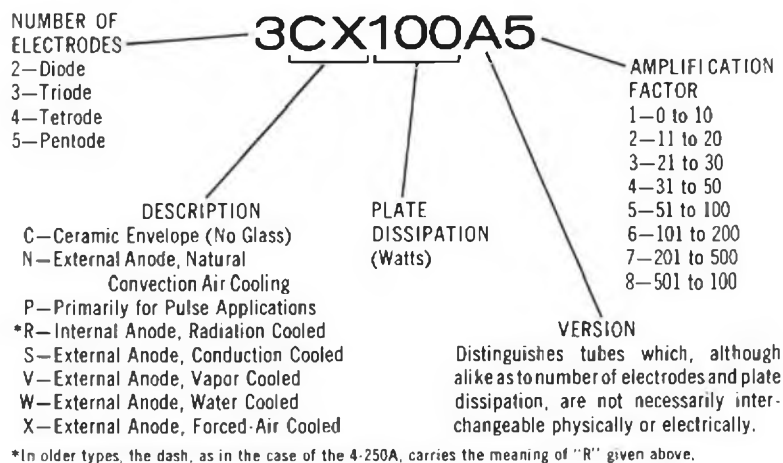 3CX100A5
NUMBER OF
ELECTRODES
2—Diode
3—Triode
4—Tetrode
5—Pentode
DESCRIPTION
C—Ceramic Envelope (No Glass)
N—External Anode, Natural
Convection Air Cooling
P—Primarily for Pulse Applications
*R—Internal Anode, Radiation Cooled
S—External Anode, Conduction Cooled
V—External Anode, Vapor Cooled
W—External Anode, Water Cooled
X—External Anode, Forced-Air Cooled
PLATE
DISSIPATION
(Watts)
AMPLIFICATION
FACTOR
1—0 to 10
2—11 to 20
3—21 to 30
4—31 to 50
5—51 to 100
6—101 to 200
7—201 to 500
8—501 to 100
VERSION
Distinguishes tubes which, although
alike as to number of electrodes and plate
dissipation, are not necessarily inter-
changeable physically or electrically.
*In older types, the dash, as in the case of the 4-250A, carries the meaning of "R" given above.